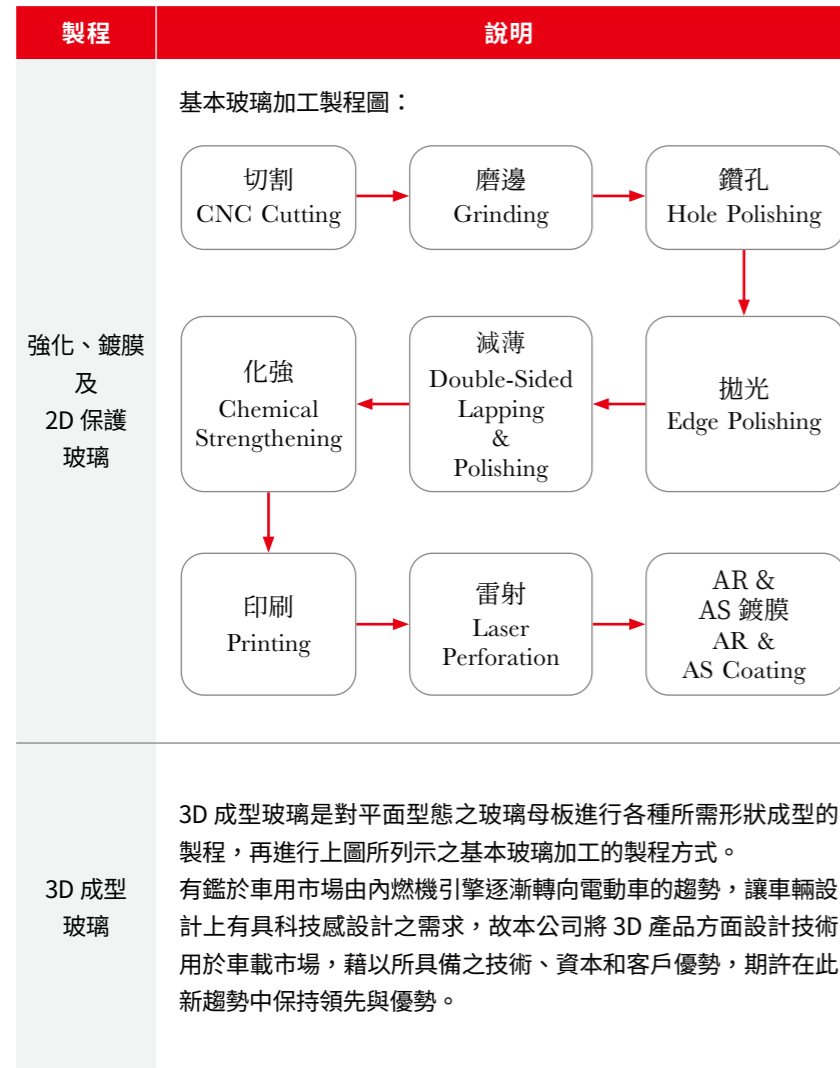 製程
說明
強化、鍍膜
及
2D 保護
玻璃
基本玻璃加工製程圖：
切割
CNC Cutting
磨邊
Grinding
鑽孔
Hole Polishing
拋光
Edge Polishing
減薄
Double-Sided
Lapping
&
Polishing
化強
Chemical
Strengthening
印刷
Printing
雷射
Laser
Perforation
AR &
AS 鍍膜
AR &
AS Coating
3D 成型
玻璃
3D 成型玻璃是對平面型態之玻璃母板進行各種所需形狀成型的
製程，再進行上圖所列示之基本玻璃加工的製程方式。
有鑑於車用市場由內燃機引擎逐漸轉向電動車的趨勢，讓車輛設
計上有具科技感設計之需求，故本公司將 3D 產品方面設計技術
用於車載市場，藉以所具備之技術、資本和客戶優勢，期許在此
新趨勢中保持領先與優勢。